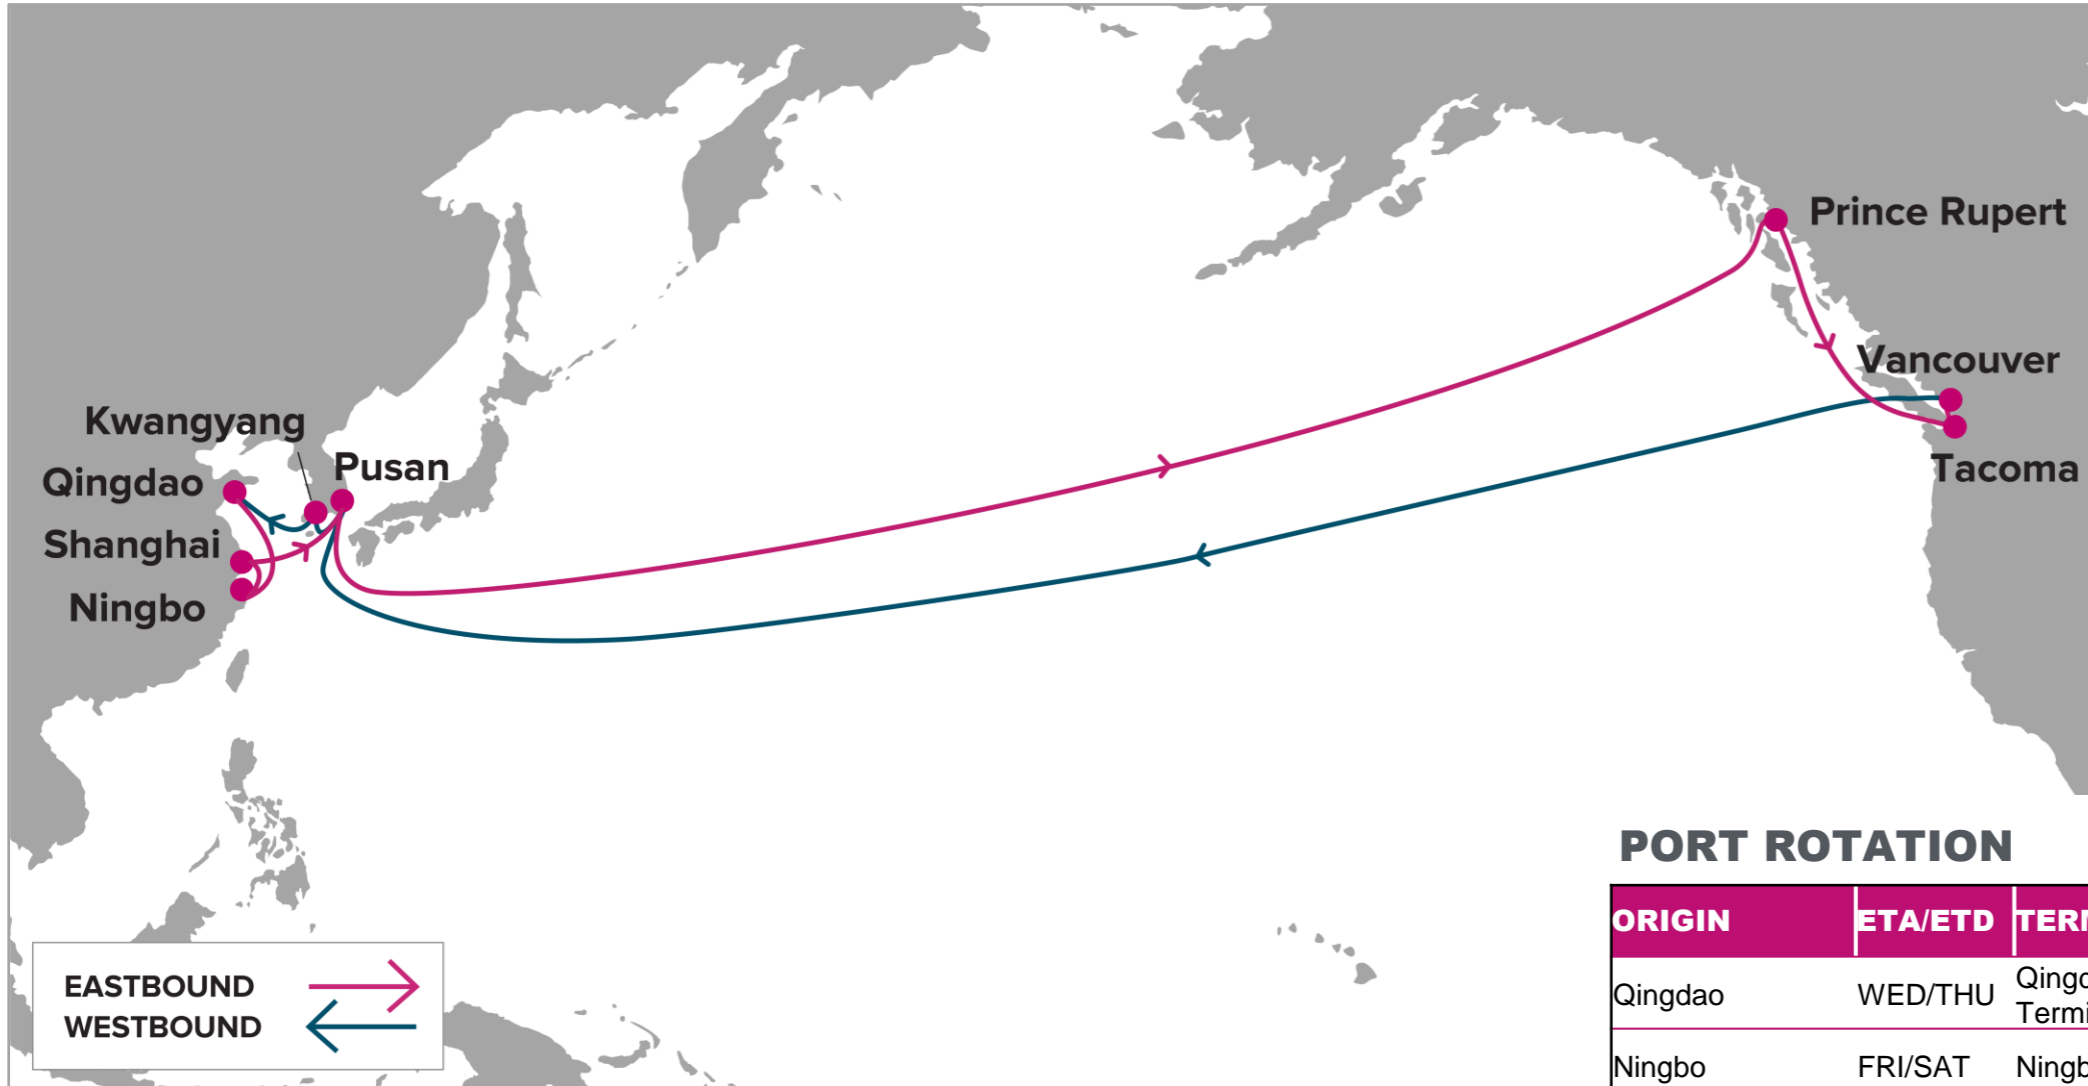 Prince Rupert
Vancouver
Kwangyang
Pusan
Qingdao
Tacoma
Shanghai
Ningbo
PORT ROTATION
ORIGIN ETA/ETD
Qingdao WED/THU
Ningbo FRI/SAT
EASTBOUND
WESTBOUND